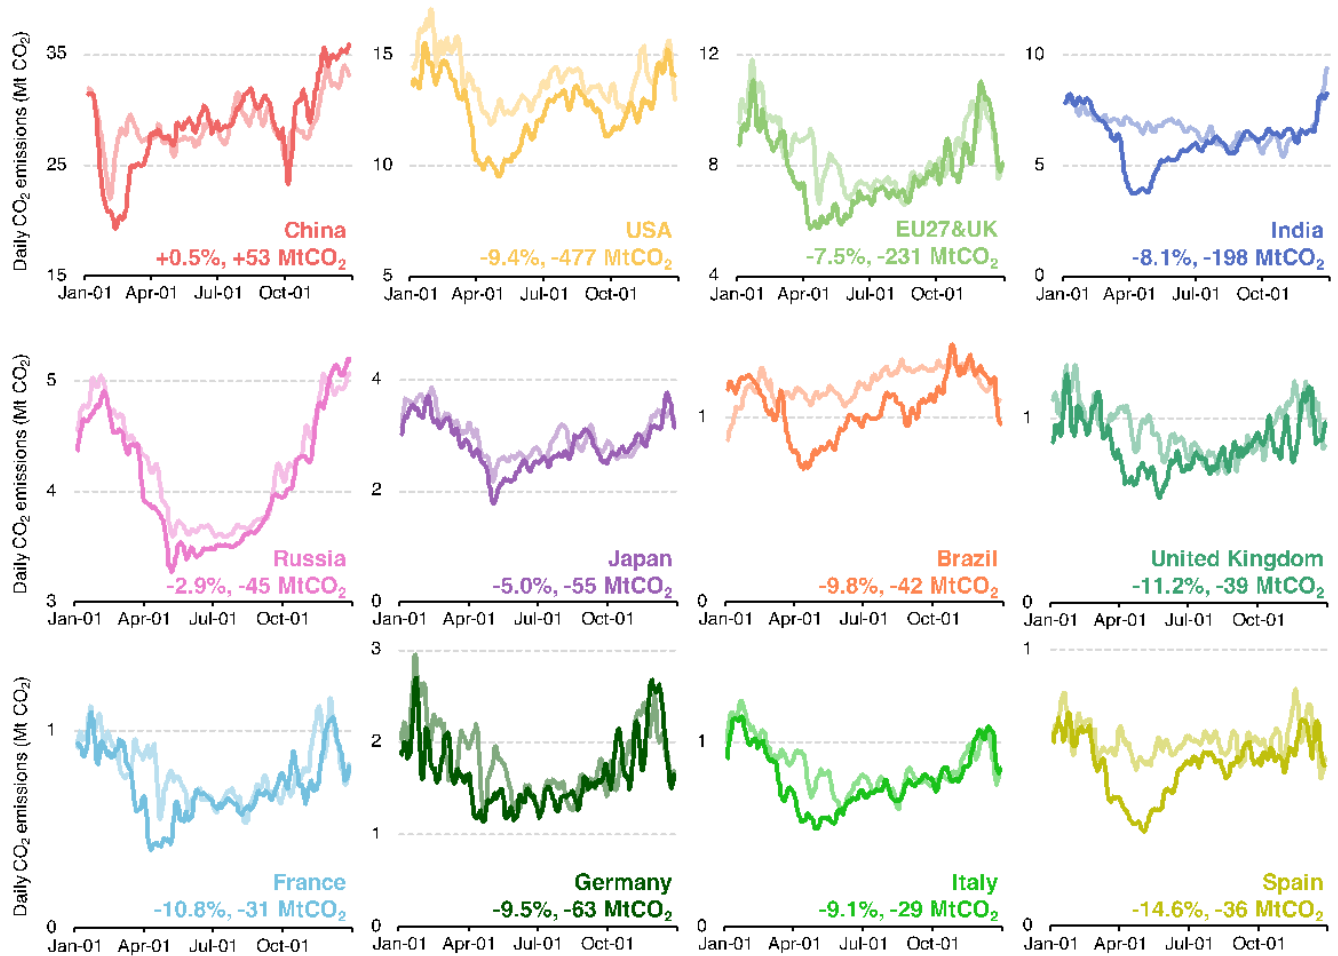 Daily CO₂ emissions (Mt CO₂)
35
25
15
China
+0.5%, +53 MtCO₂
Jan-01 Apr-01 Jul-01 Oct-01
15
10
5
USA
-9.4%, -477 MtCO₂
Jan-01 Apr-01 Jul-01 Oct-01
12
8
4
EU27&UK
-7.5%, -231 MtCO₂
Jan-01 Apr-01 Jul-01 Oct-01
10
5
0
India
-8.1%, -198 MtCO₂
Jan-01 Apr-01 Jul-01 Oct-01
Daily CO₂ emissions (Mt CO₂)
5
4
3
Russia
-2.9%, -45 MtCO₂
Jan-01 Apr-01 Jul-01 Oct-01
4
2
0
Japan
-5.0%, -55 MtCO₂
Jan-01 Apr-01 Jul-01 Oct-01
1
0
Brazil
-9.8%, -42 MtCO₂
Jan-01 Apr-01 Jul-01 Oct-01
1
0
United Kingdom
-11.2%, -39 MtCO₂
Jan-01 Apr-01 Jul-01 Oct-01
Daily CO₂ emissions (Mt CO₂)
1
0
France
-10.8%, -31 MtCO₂
Jan-01 Apr-01 Jul-01 Oct-01
3
2
1
0
Germany
-9.5%, -63 MtCO₂
Jan-01 Apr-01 Jul-01 Oct-01
1
0
Italy
-9.1%, -29 MtCO₂
Jan-01 Apr-01 Jul-01 Oct-01
1
0
Spain
-14.6%, -36 MtCO₂
Jan-01 Apr-01 Jul-01 Oct-01